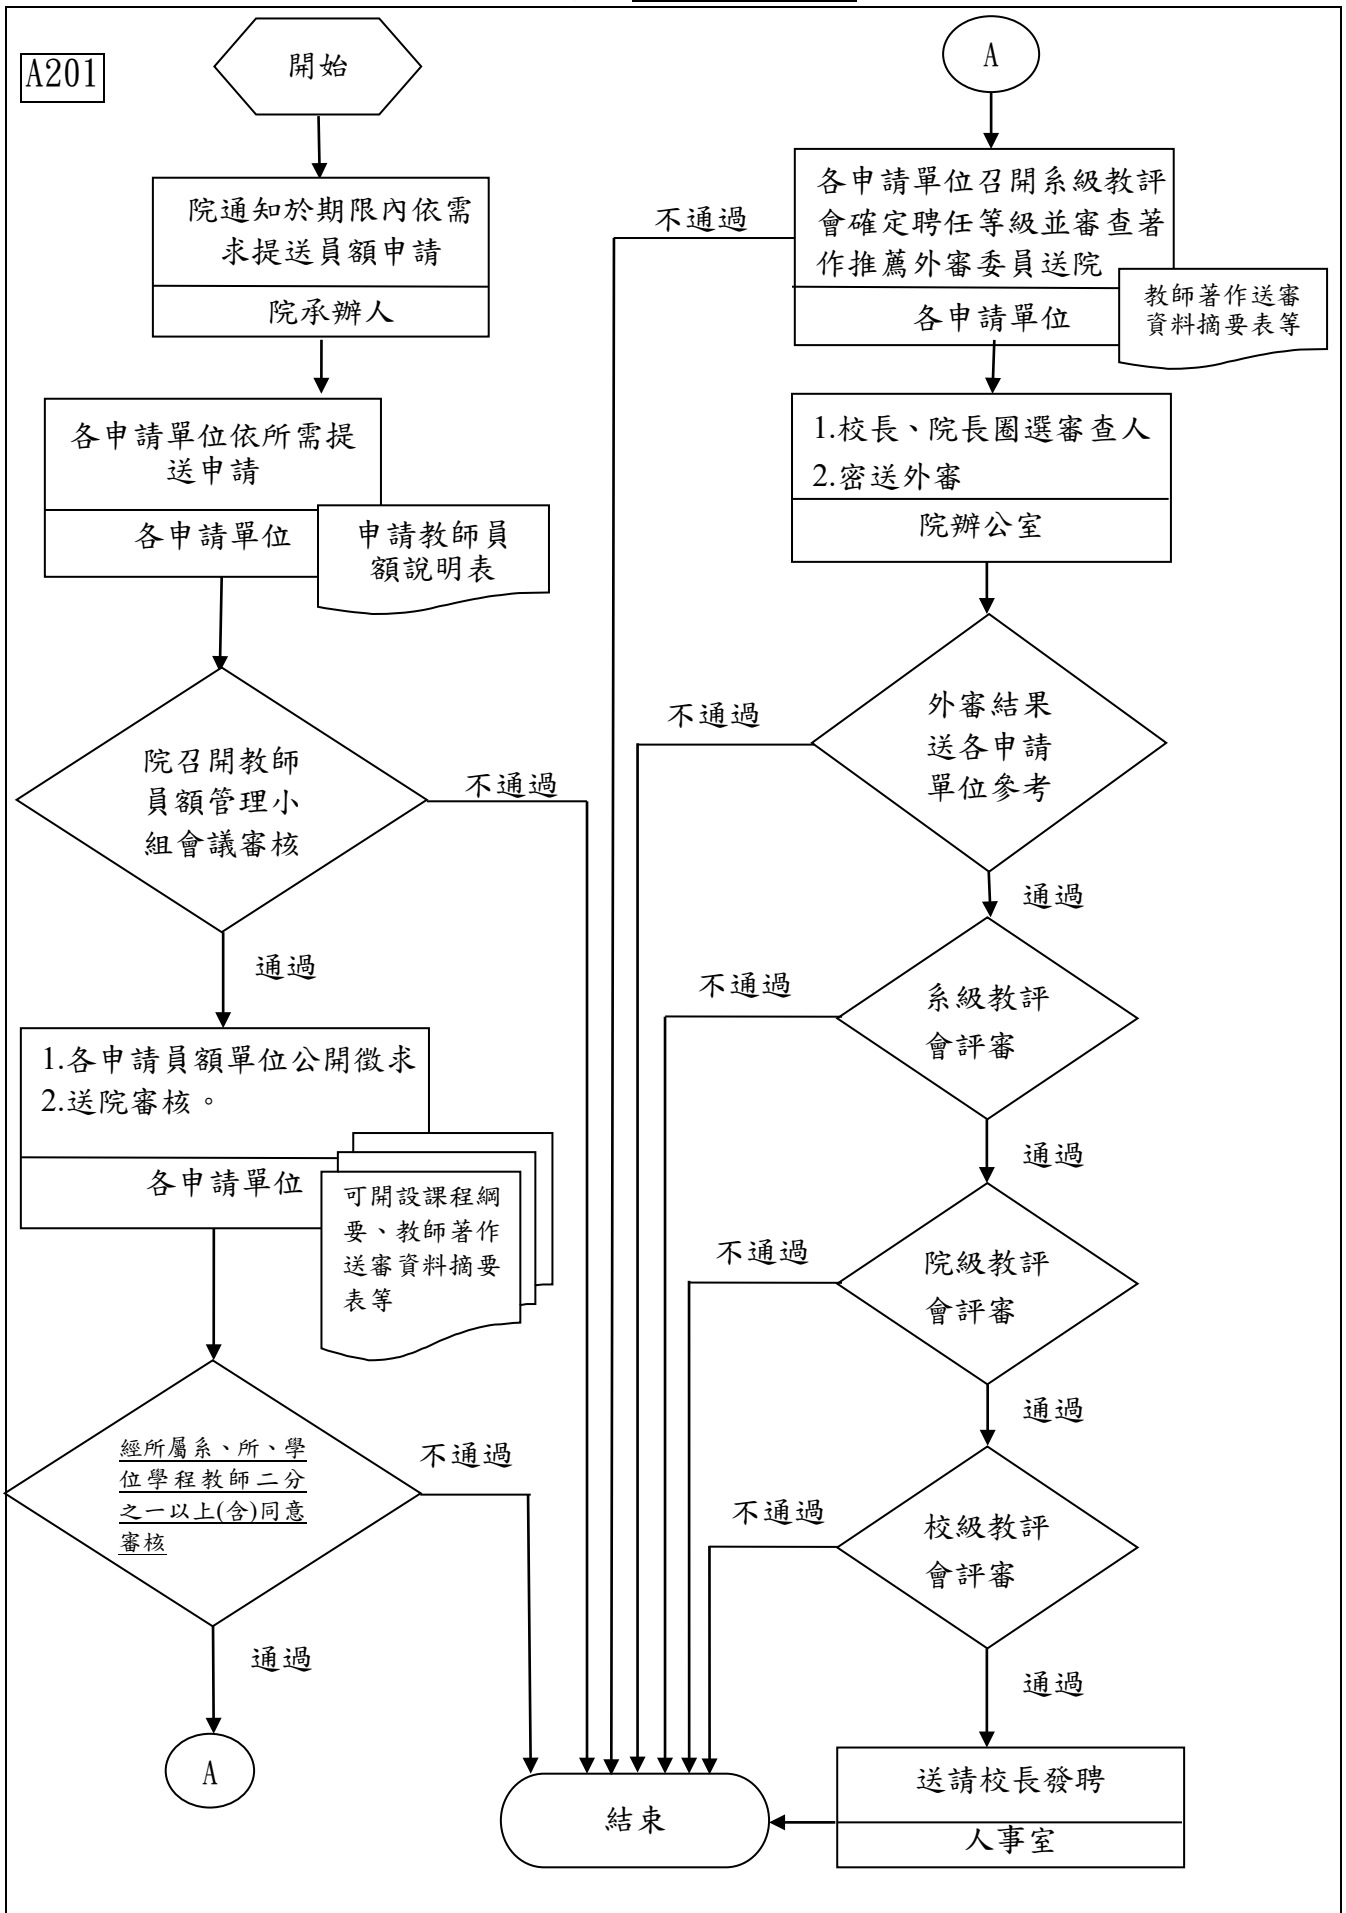 A201
開始
院通知於期限內依需
求提送員額申請
院承辦人
各申請單位依所需提
送申請
各申請單位
申請教師員
額說明表
院召開教師
員額管理小
組會議審核
不通過
通過
1.各申請員額單位公開徵求
2.送院審核。
各申請單位
可開設課程綱
要、教師著作
送審資料摘要
表等
經所屬系、所、學
位學程教師二分
之一以上(含)同意
審核
不通過
通過
A
A
各申請單位召開系級教評
會確定聘任等級並審查著
作推薦外審委員送院
各申請單位
教師著作送審
資料摘要表等
不通過
1.校長、院長圈選審查人
2.密送外審
院辦公室
外審結果
送各申請
單位參考
不通過
通過
系級教評
會評審
不通過
通過
院級教評
會評審
不通過
通過
校級教評
會評審
不通過
通過
送請校長發聘
人事室
結束